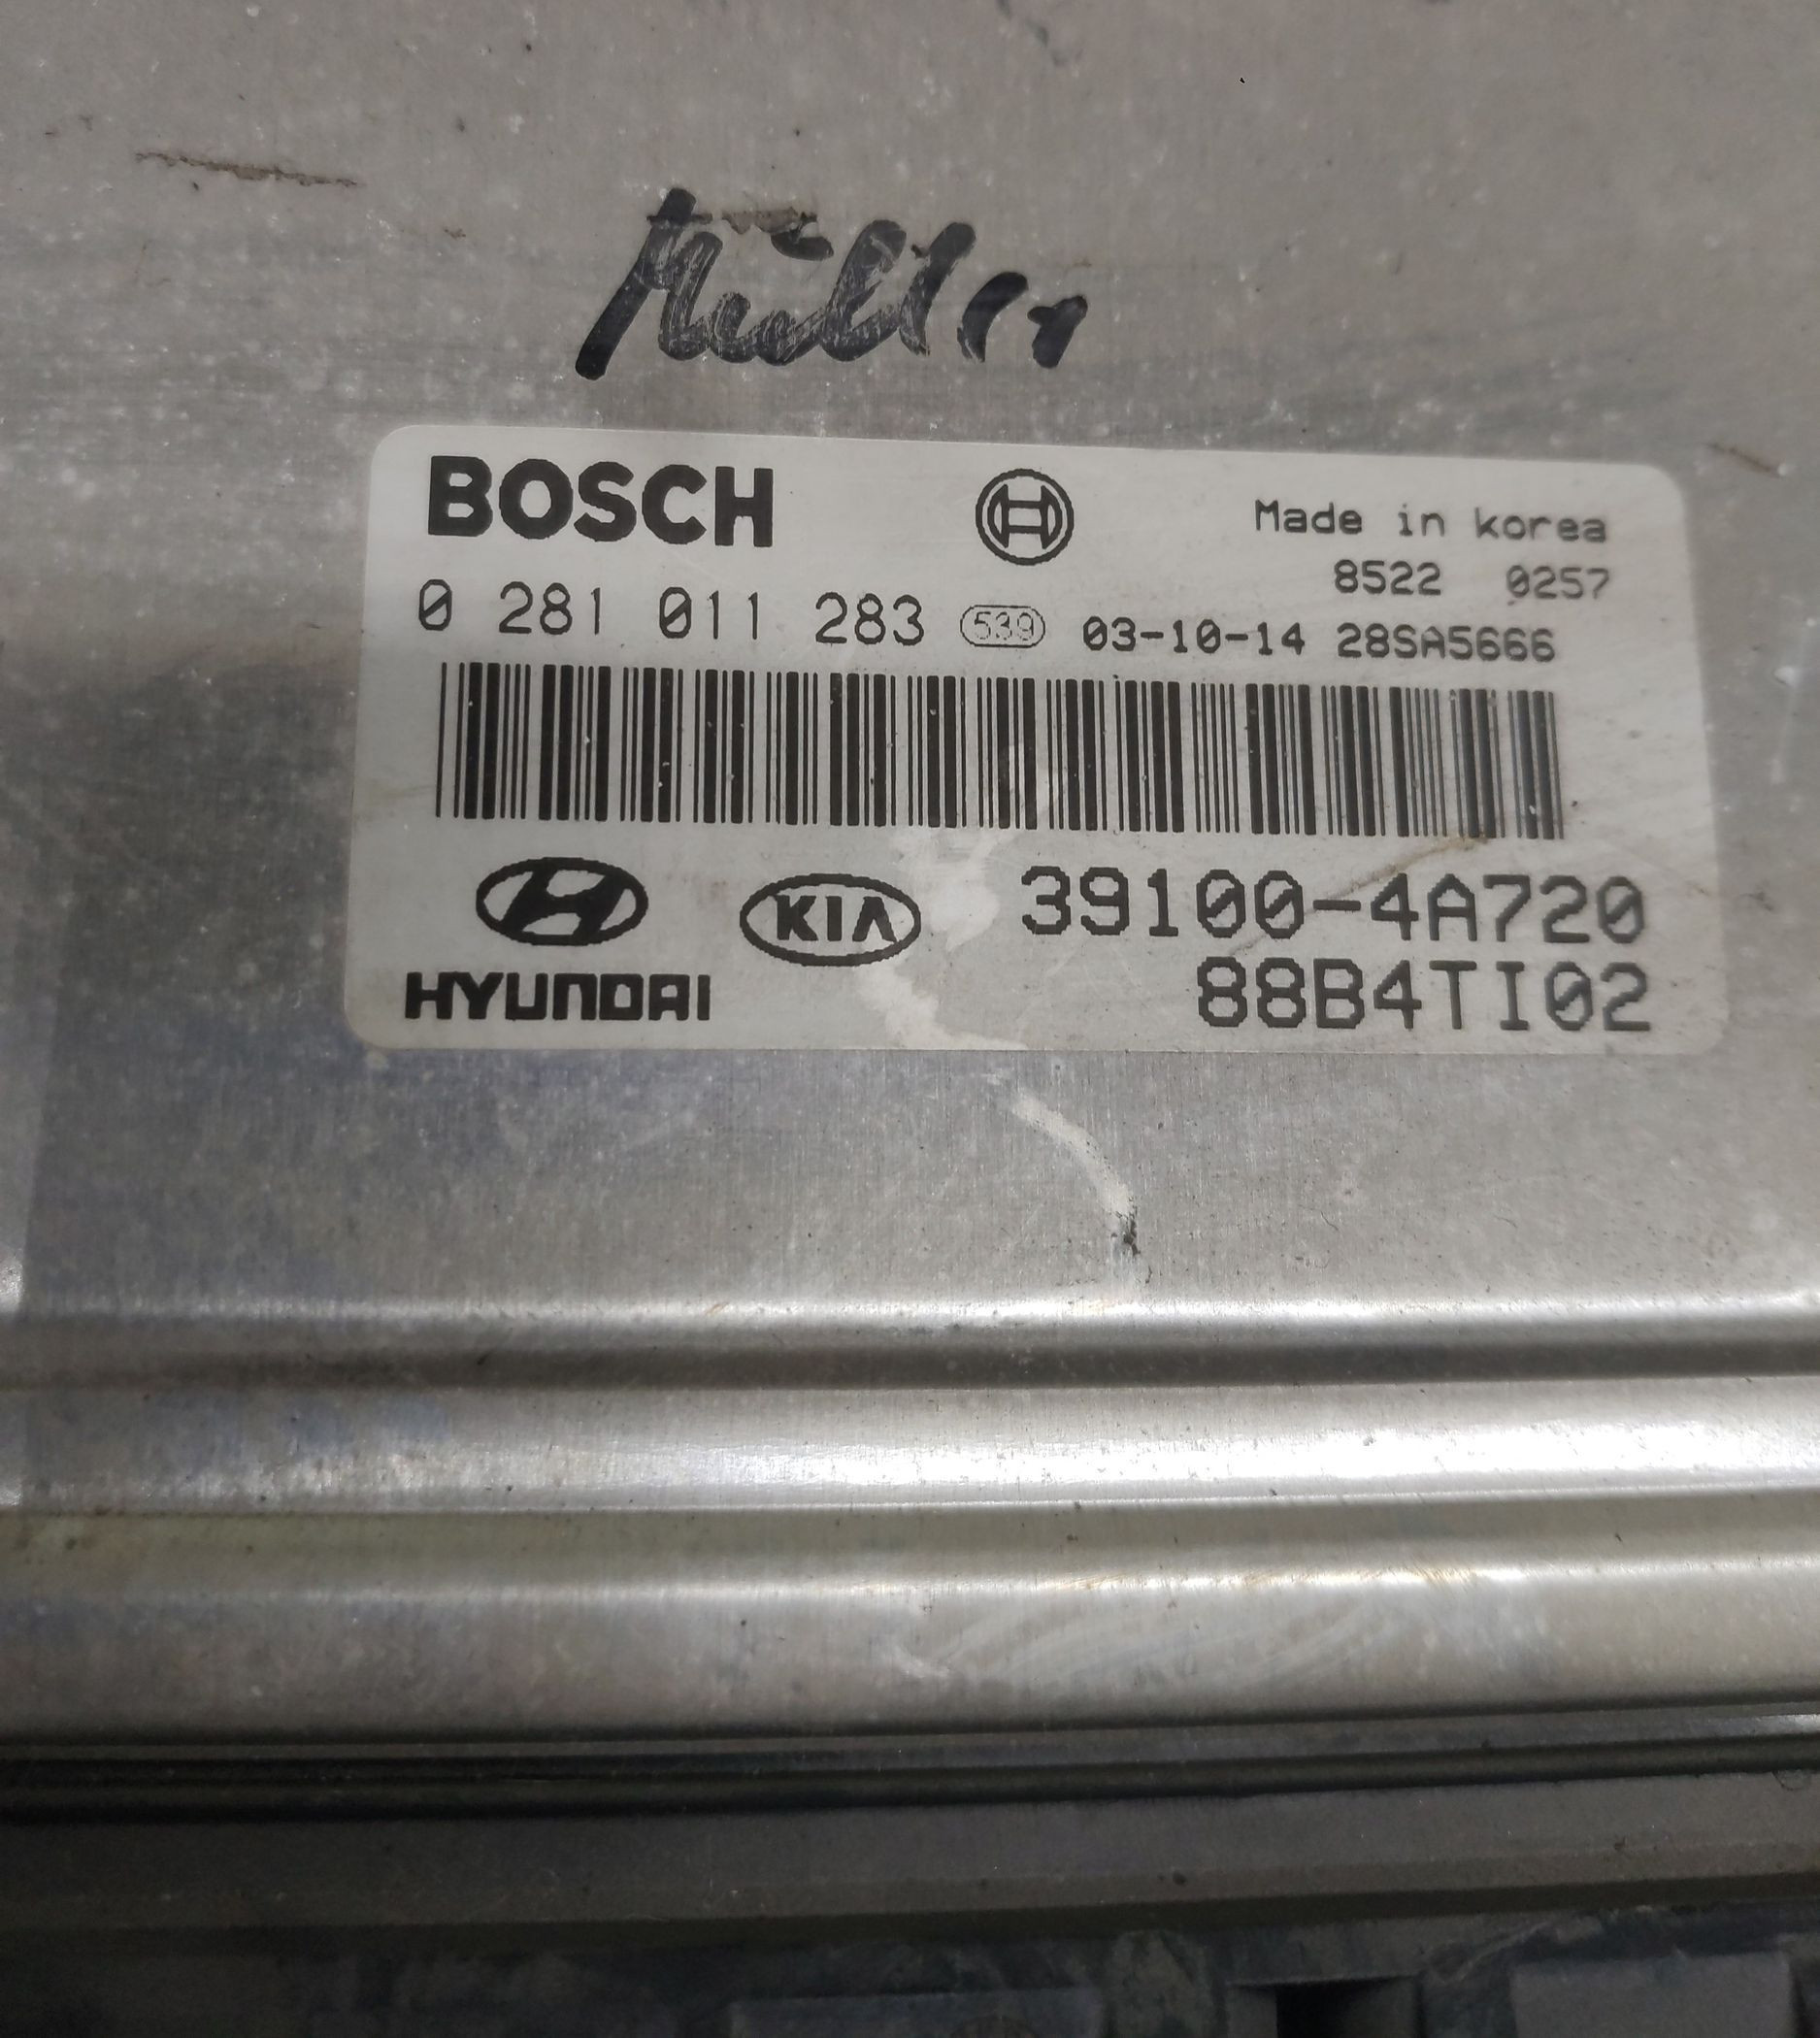 Müller
BOSCH
Made in korea
8522 0257
0 281 011 283 539 03-10-14 28SA5666
KIA 39100-4A720
HYUNDAI 88B4TI02